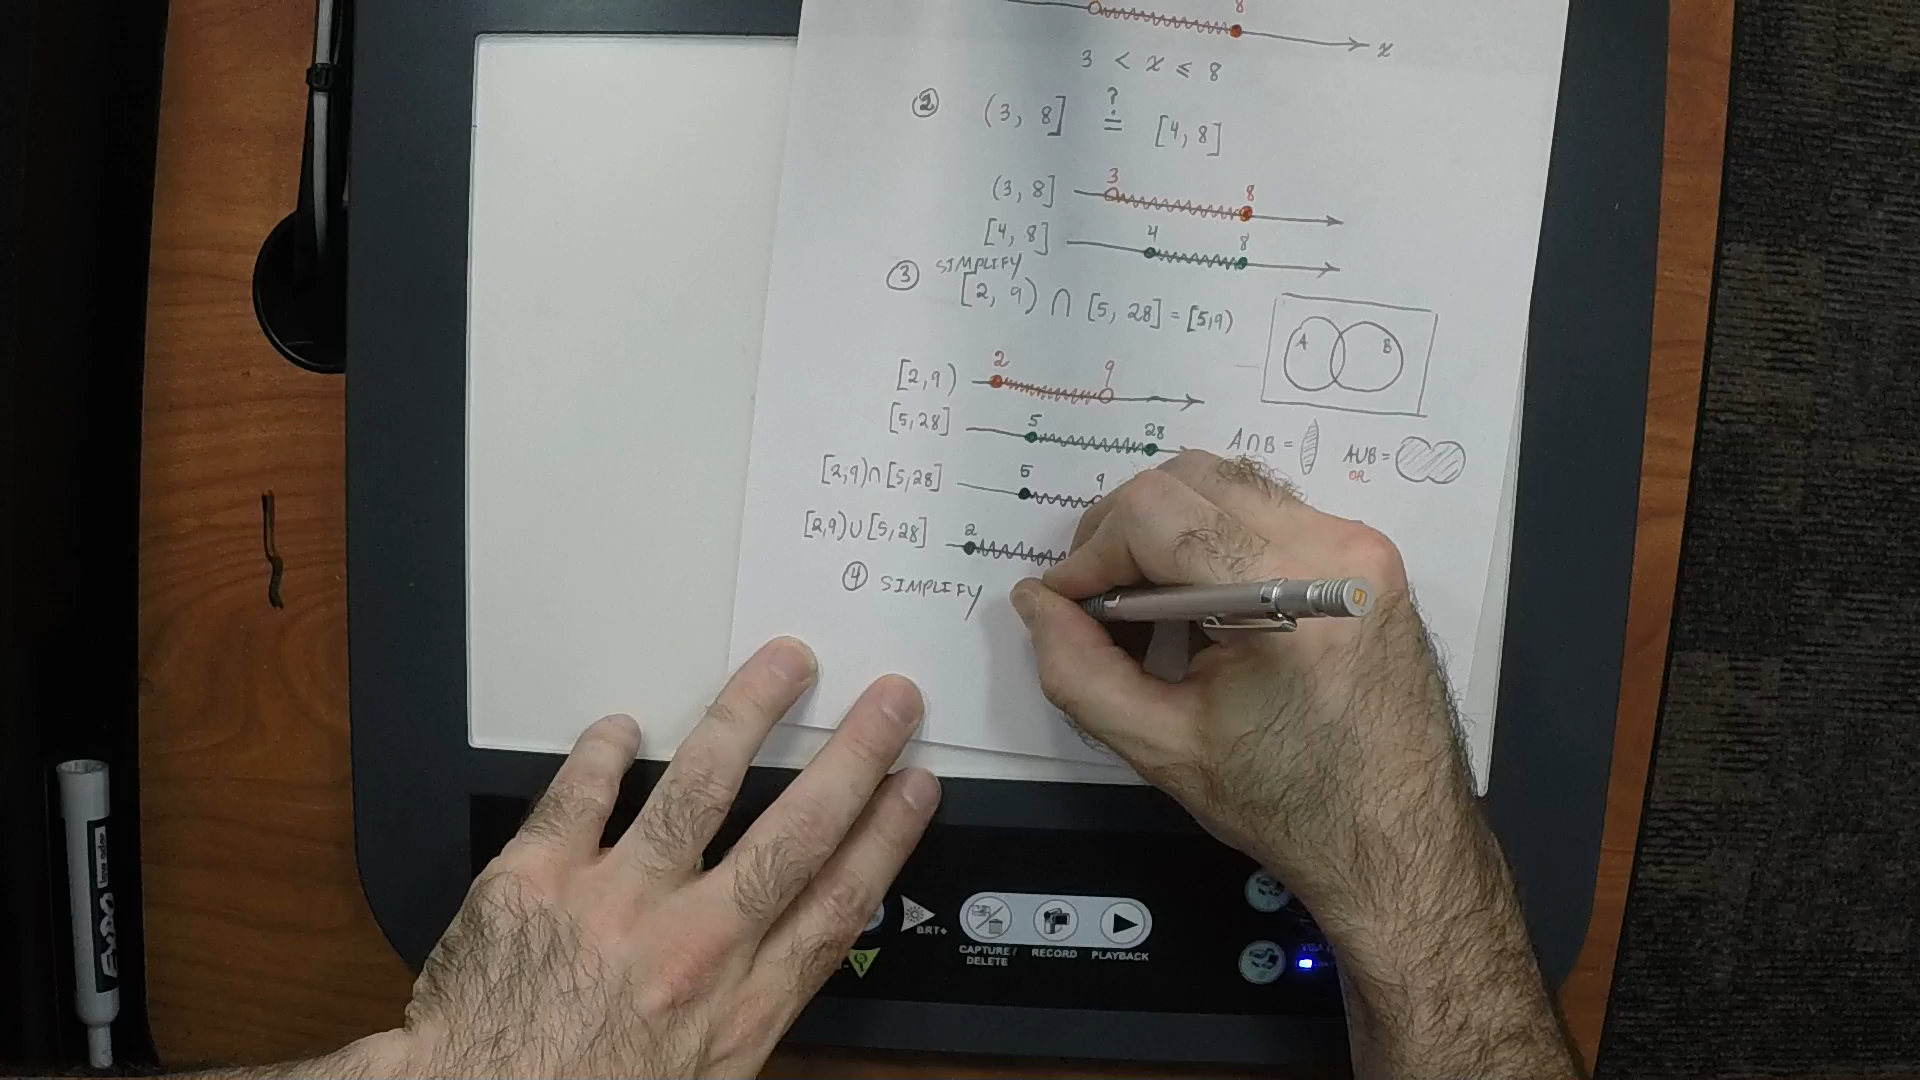 8
x
3 < x ≤ 8
② (3, 8] ?= [4, 8]
3 8
(3, 8]
4 8
[4, 8]
③ SIMPLIFY
[2, 9) ∩ [5, 28] = [5,9)
A B
2 9
[2,9)
5 28
[5,28]
A∩B = A∪B =
OR
5 9
[2,9)∩[5,28]
2
[2,9)∪[5,28]
④ SIMPLIFY
EXPO
BRT+
CAPTURE / DELETE
RECORD
PLAYBACK